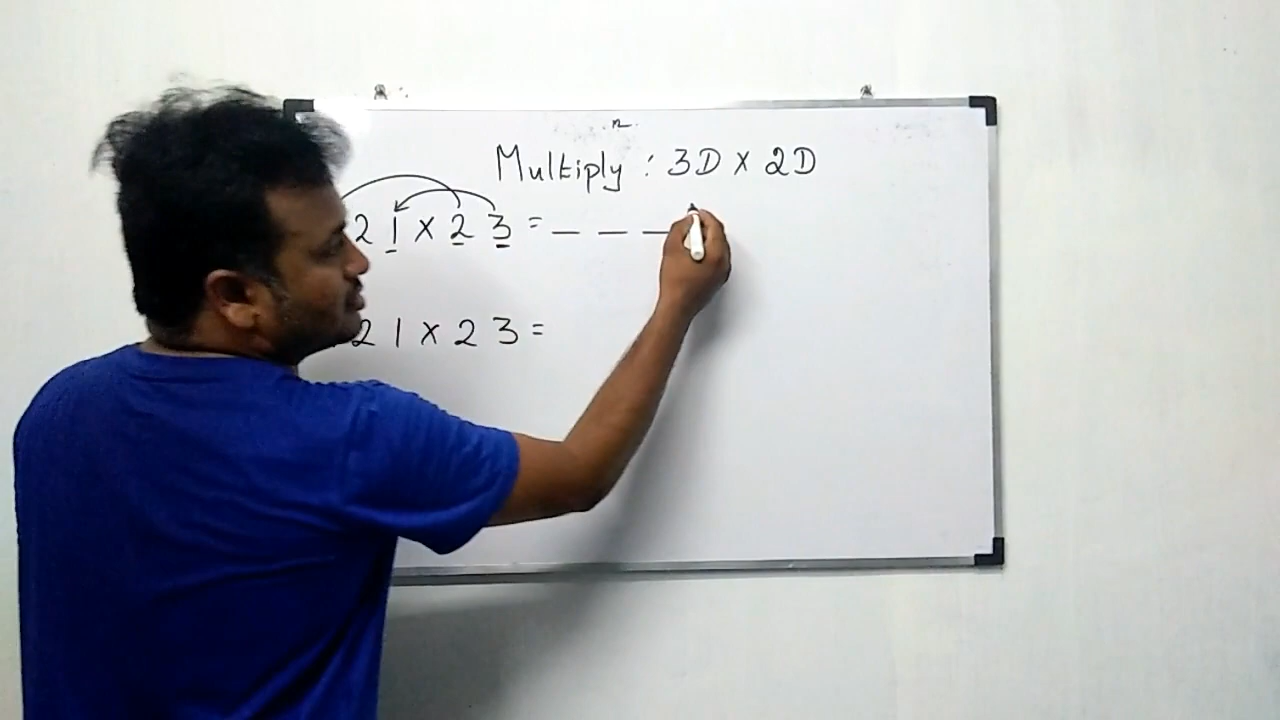 Multiply : 3D X 2D
21 X 23 = _ _ _
21 X 23 =